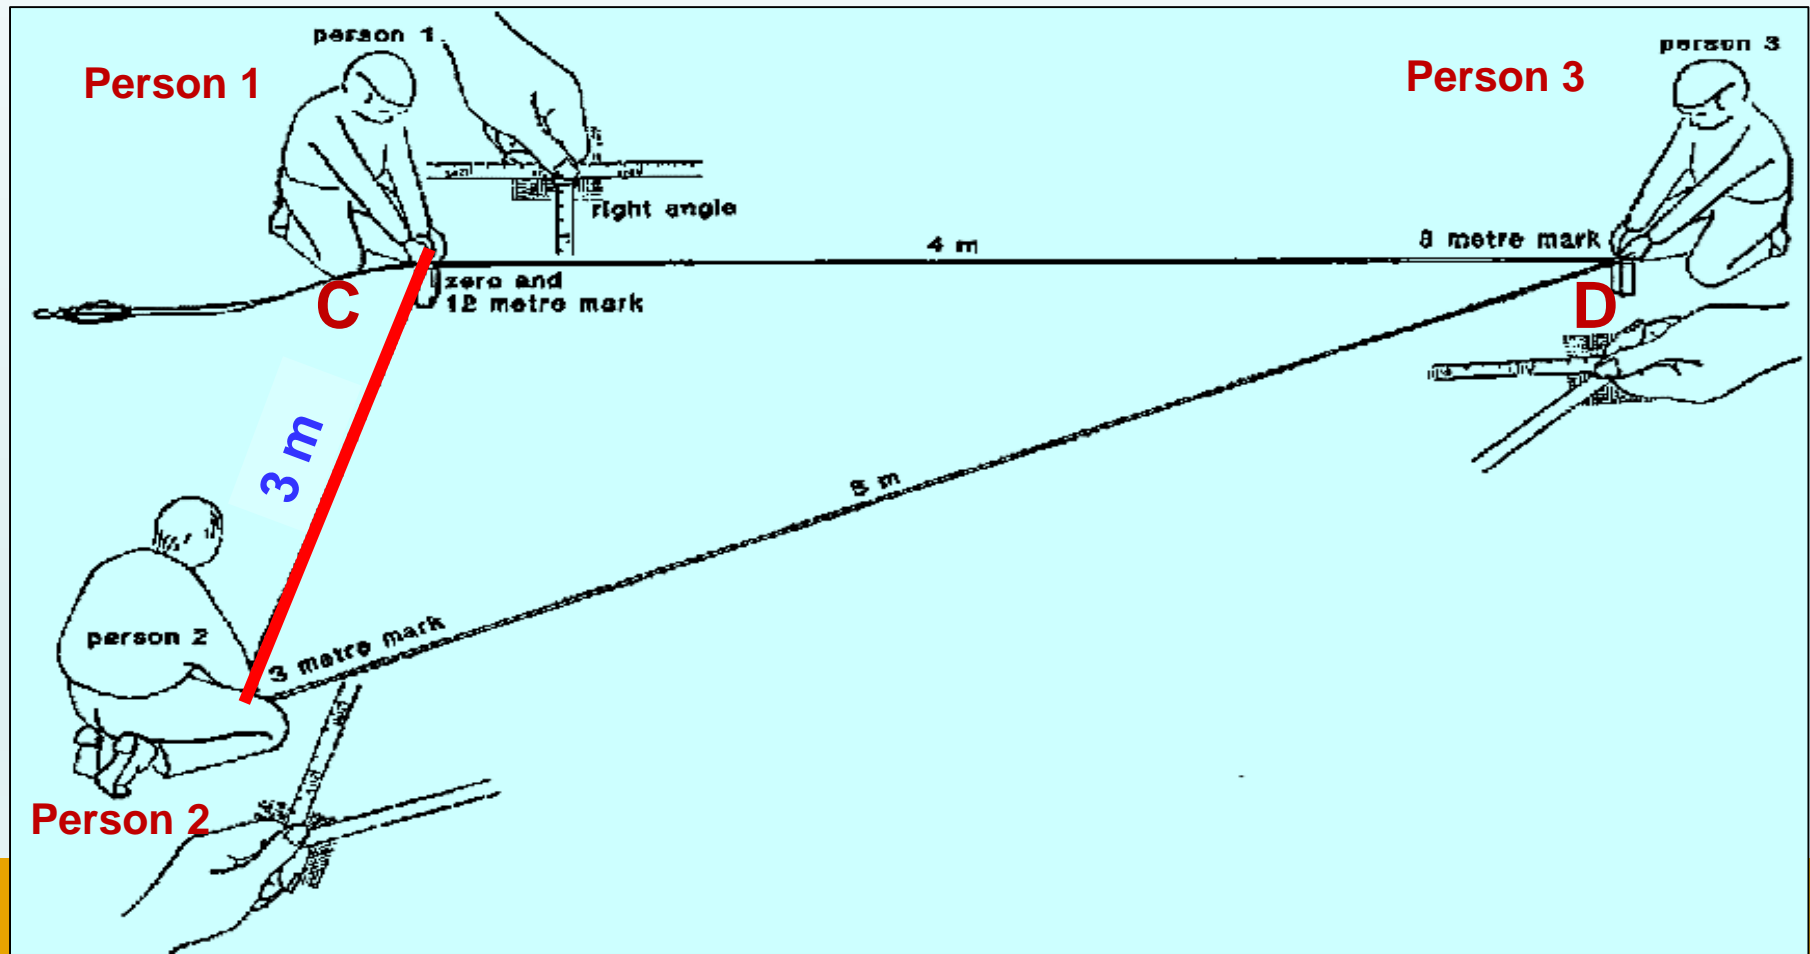 person 1
person 3
Person 1
Person 3
right angle
4 m
8 metre mark
zero and
12 metre mark
C
D
3 m
5 m
person 2
3 metre mark
Person 2